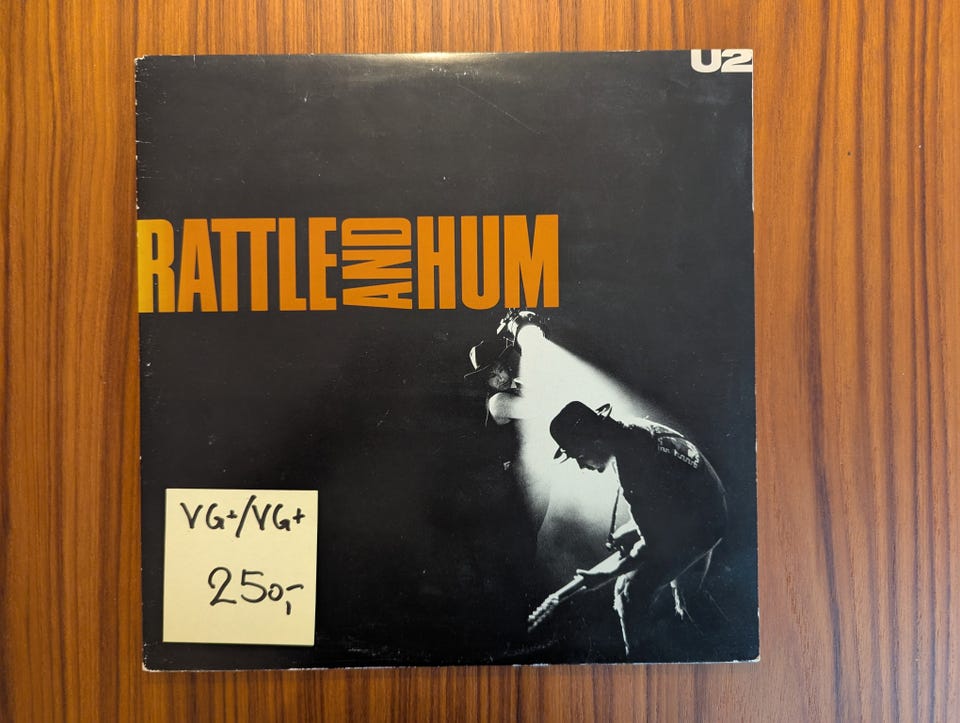 U2
RATTLE AND HUM
VG+/VG+
250,-